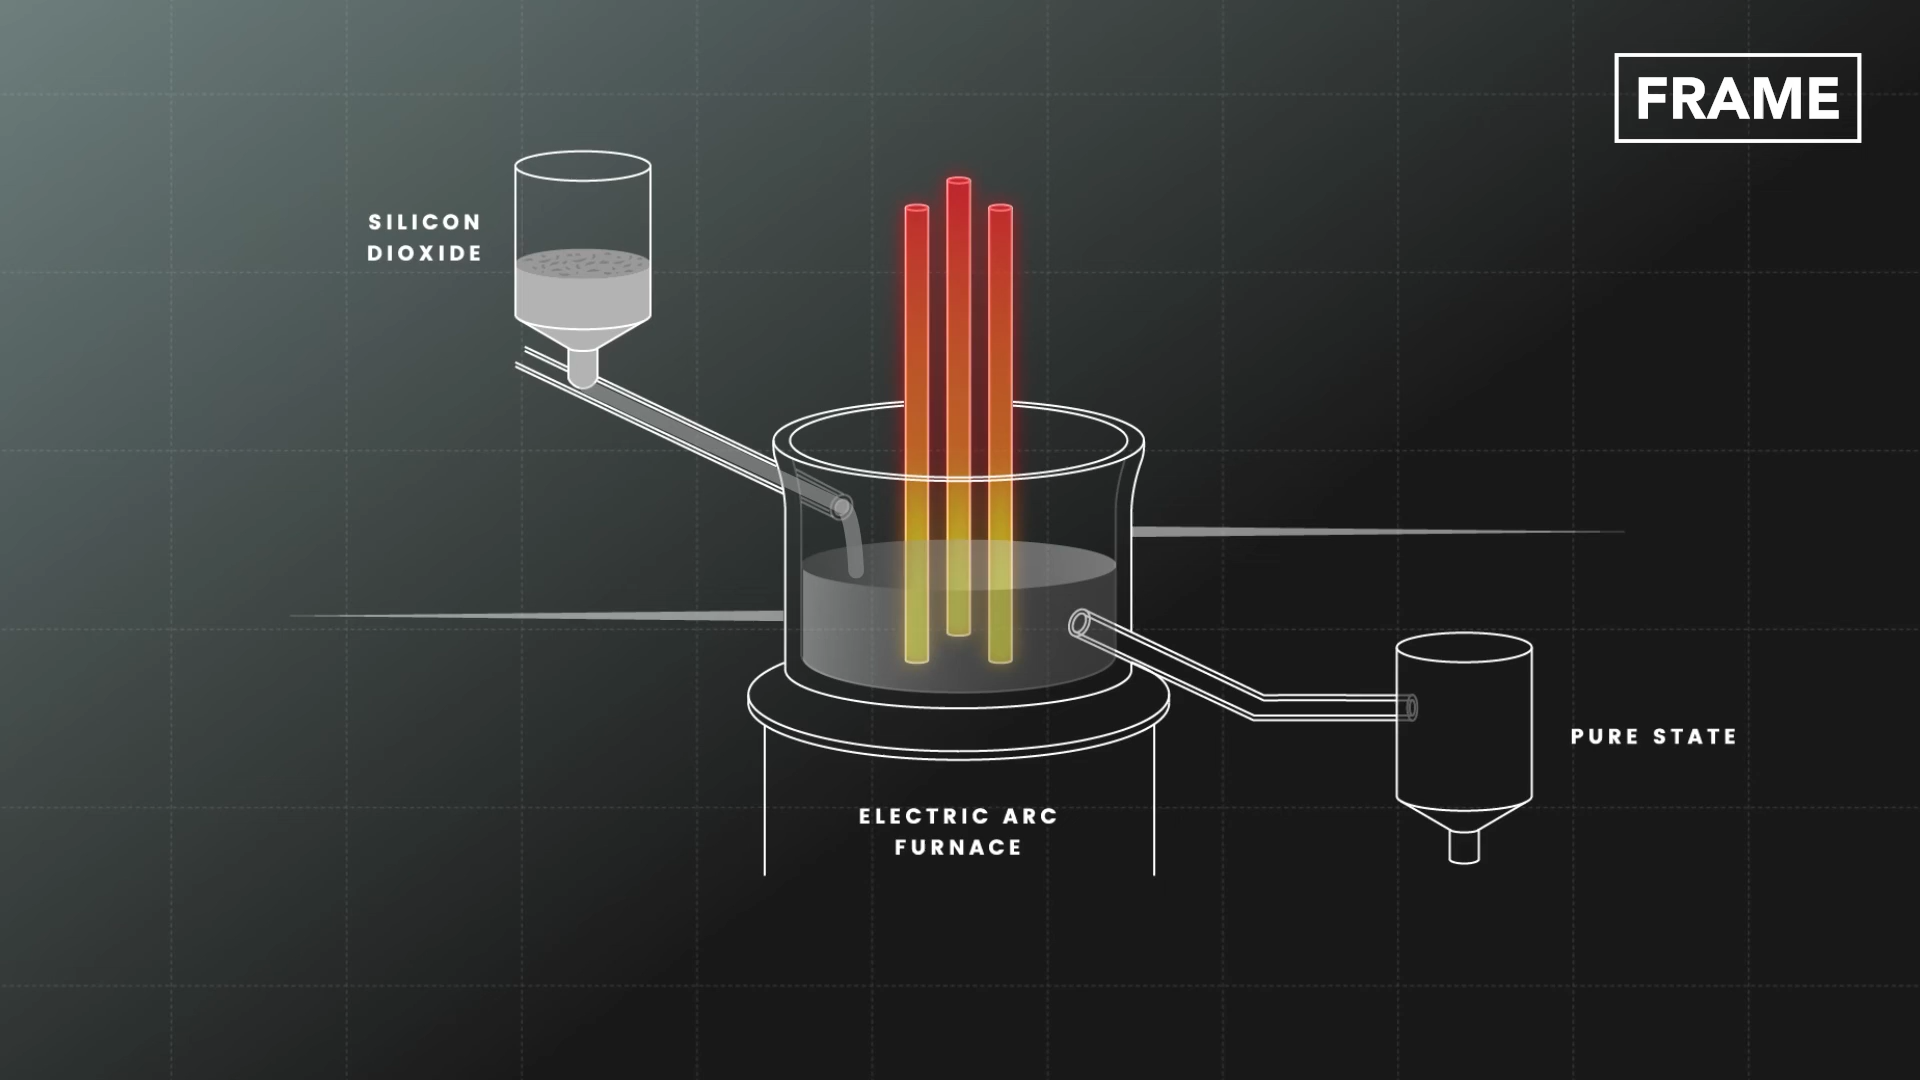 FRAME
SILICON
DIOXIDE
PURE STATE
ELECTRIC ARC
FURNACE